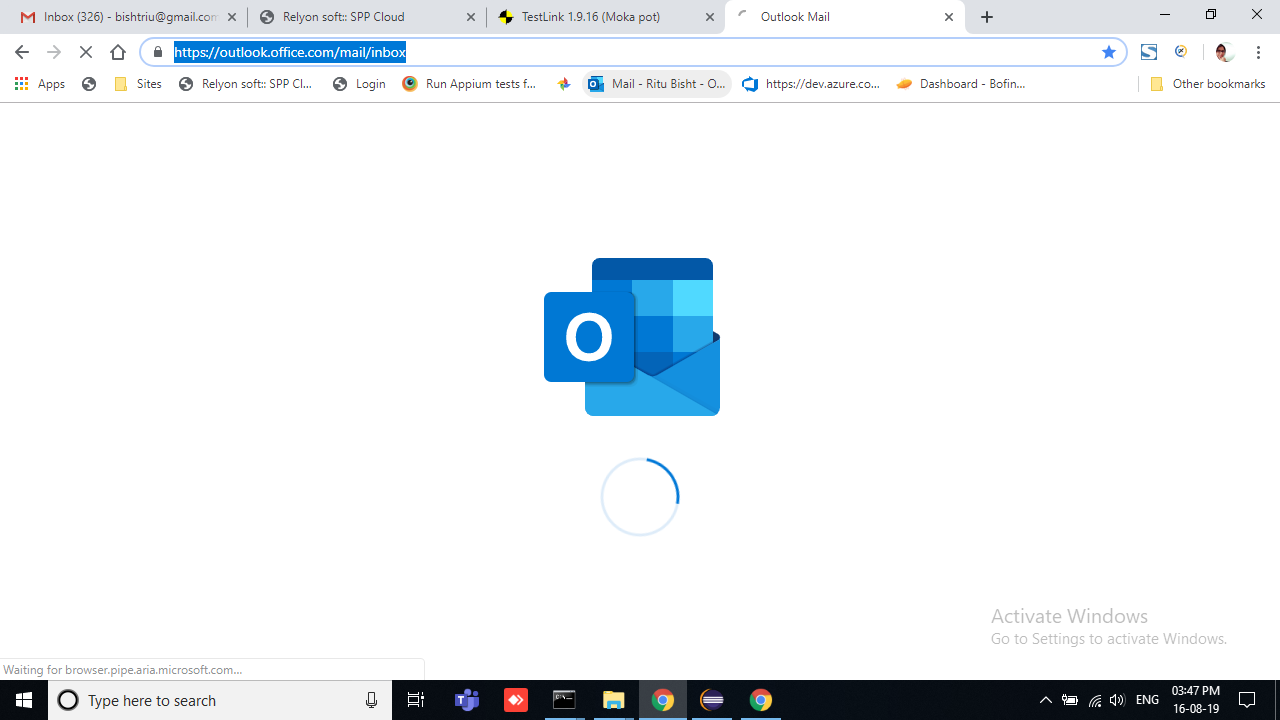 Inbox (326) - bishtriu@gmail.com
Relyon soft:: SPP Cloud
TestLink 1.9.16 (Moka pot)
Outlook Mail
https://outlook.office.com/mail/inbox
Apps
Sites
Relyon soft:: SPP Cl...
Login
Run Appium tests f...
Mail - Ritu Bisht - O...
https://dev.azure.co...
Dashboard - Bofin...
Other bookmarks
O
Activate Windows
Go to Settings to activate Windows.
Waiting for browser.pipe.aria.microsoft.com...
Type here to search
ENG
03:47 PM
16-08-19